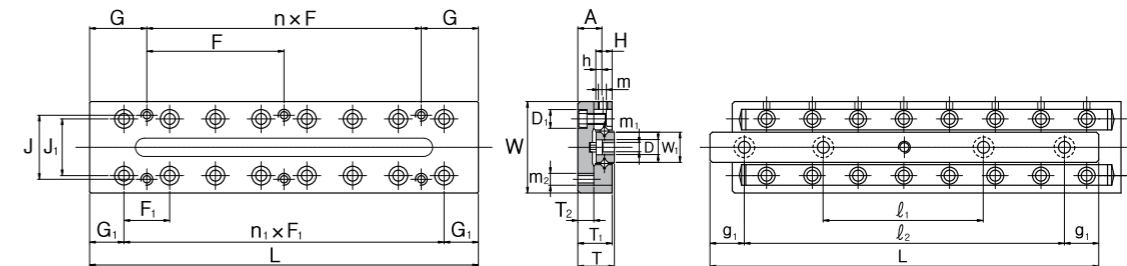 G n×F G
F
J J₁
F₁
G₁ n₁×F₁ G₁
L
A
H
h
m
D₁
m₁
W D W₁
m₂
T₂
T₁
T
ℓ₁
g₁ ℓ₂ g₁
L